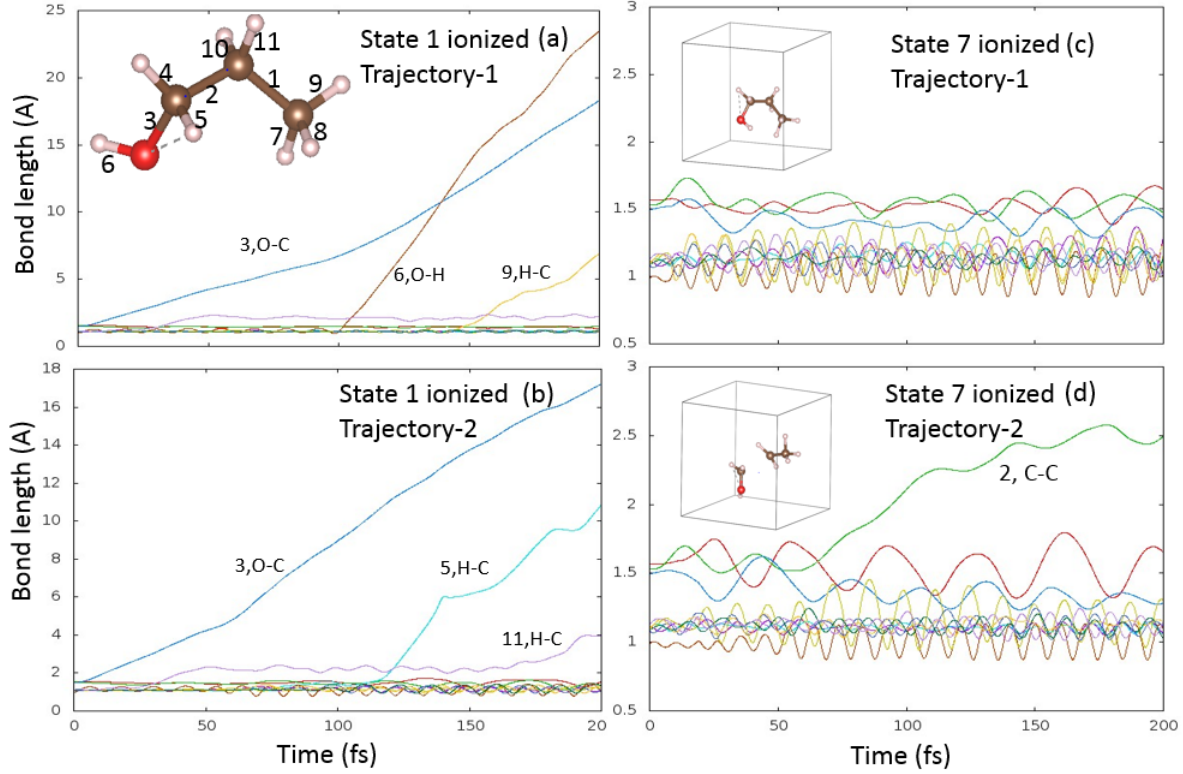 State 1 ionized (a)
Trajectory-1
Bond length (A)
25
20
15
10
5
0
10
11
4
1
9
2
3
5
7
8
6
3,O-C
6,O-H
9,H-C
State 7 ionized (c)
Trajectory-1
3
2.5
2
1.5
1
0.5
State 1 ionized (b)
Trajectory-2
Bond length (A)
18
16
14
12
10
8
6
4
2
0
3,O-C
5,H-C
11,H-C
0
50
100
150
200
Time (fs)
State 7 ionized (d)
Trajectory-2
3
2.5
2
1.5
1
0.5
2, C-C
0
50
100
150
200
Time (fs)